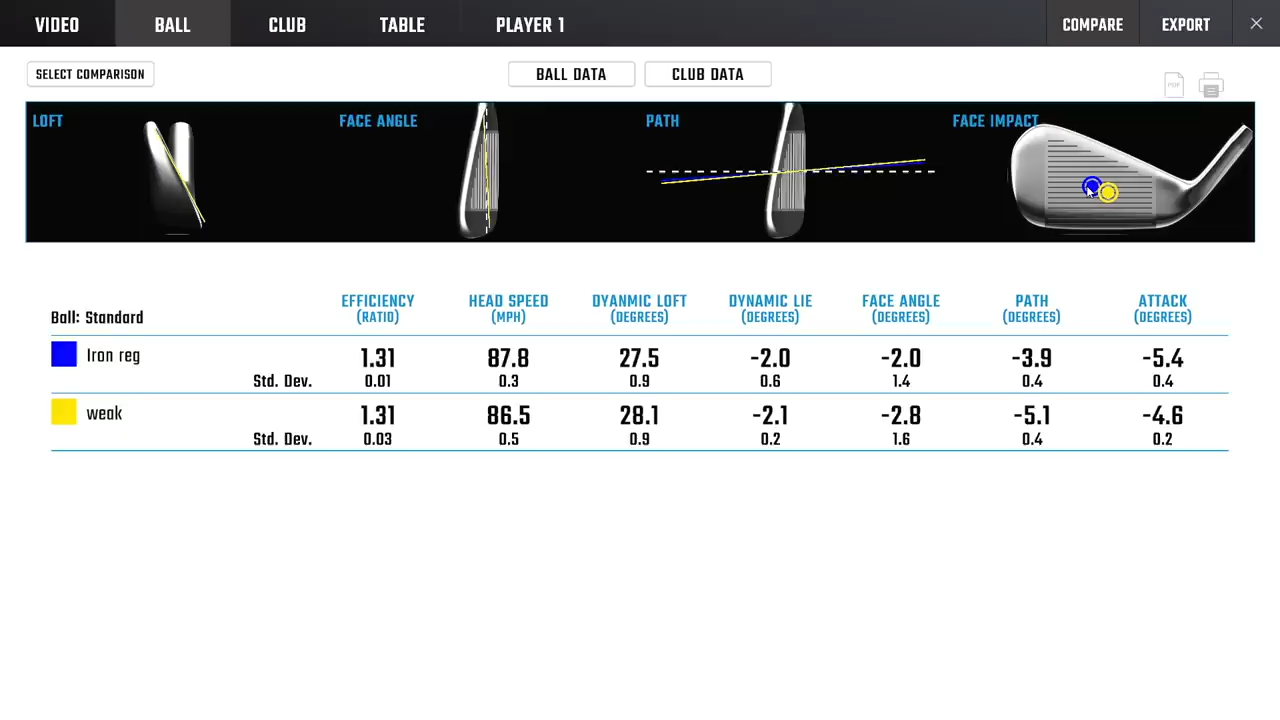 VIDEO BALL CLUB TABLE PLAYER 1 COMPARE EXPORT
SELECT COMPARISON BALL DATA CLUB DATA
PDF
LOFT FACE ANGLE PATH FACE IMPACT
EFFICIENCY HEAD SPEED DYANMIC LOFT DYNAMIC LIE FACE ANGLE PATH ATTACK
Ball: Standard (RATIO) (MPH) (DEGREES) (DEGREES) (DEGREES) (DEGREES) (DEGREES)
Iron reg 1.31 87.8 27.5 -2.0 -2.0 -3.9 -5.4
Std. Dev. 0.01 0.3 0.9 0.6 1.4 0.4 0.4
weak 1.31 86.5 28.1 -2.1 -2.8 -5.1 -4.6
Std. Dev. 0.03 0.5 0.9 0.2 1.6 0.4 0.2